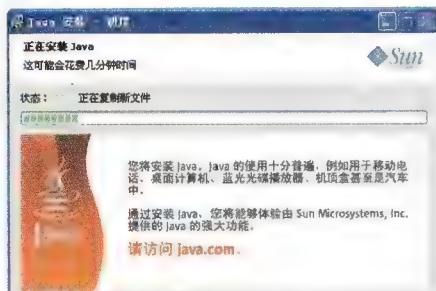 Java 安装 - 进度
正在安装 Java
这可能会花费几分钟时间
Sun
状态： 正在复制新文件
您将安装 Java。Java 的使用十分普遍，例如用于移动电
话、桌面计算机、蓝光光碟播放器、机顶盒甚至是汽车
中。
通过安装 Java，您将能够体验由 Sun Microsystems, Inc.
提供的 Java 的强大功能。
请访问 java.com.